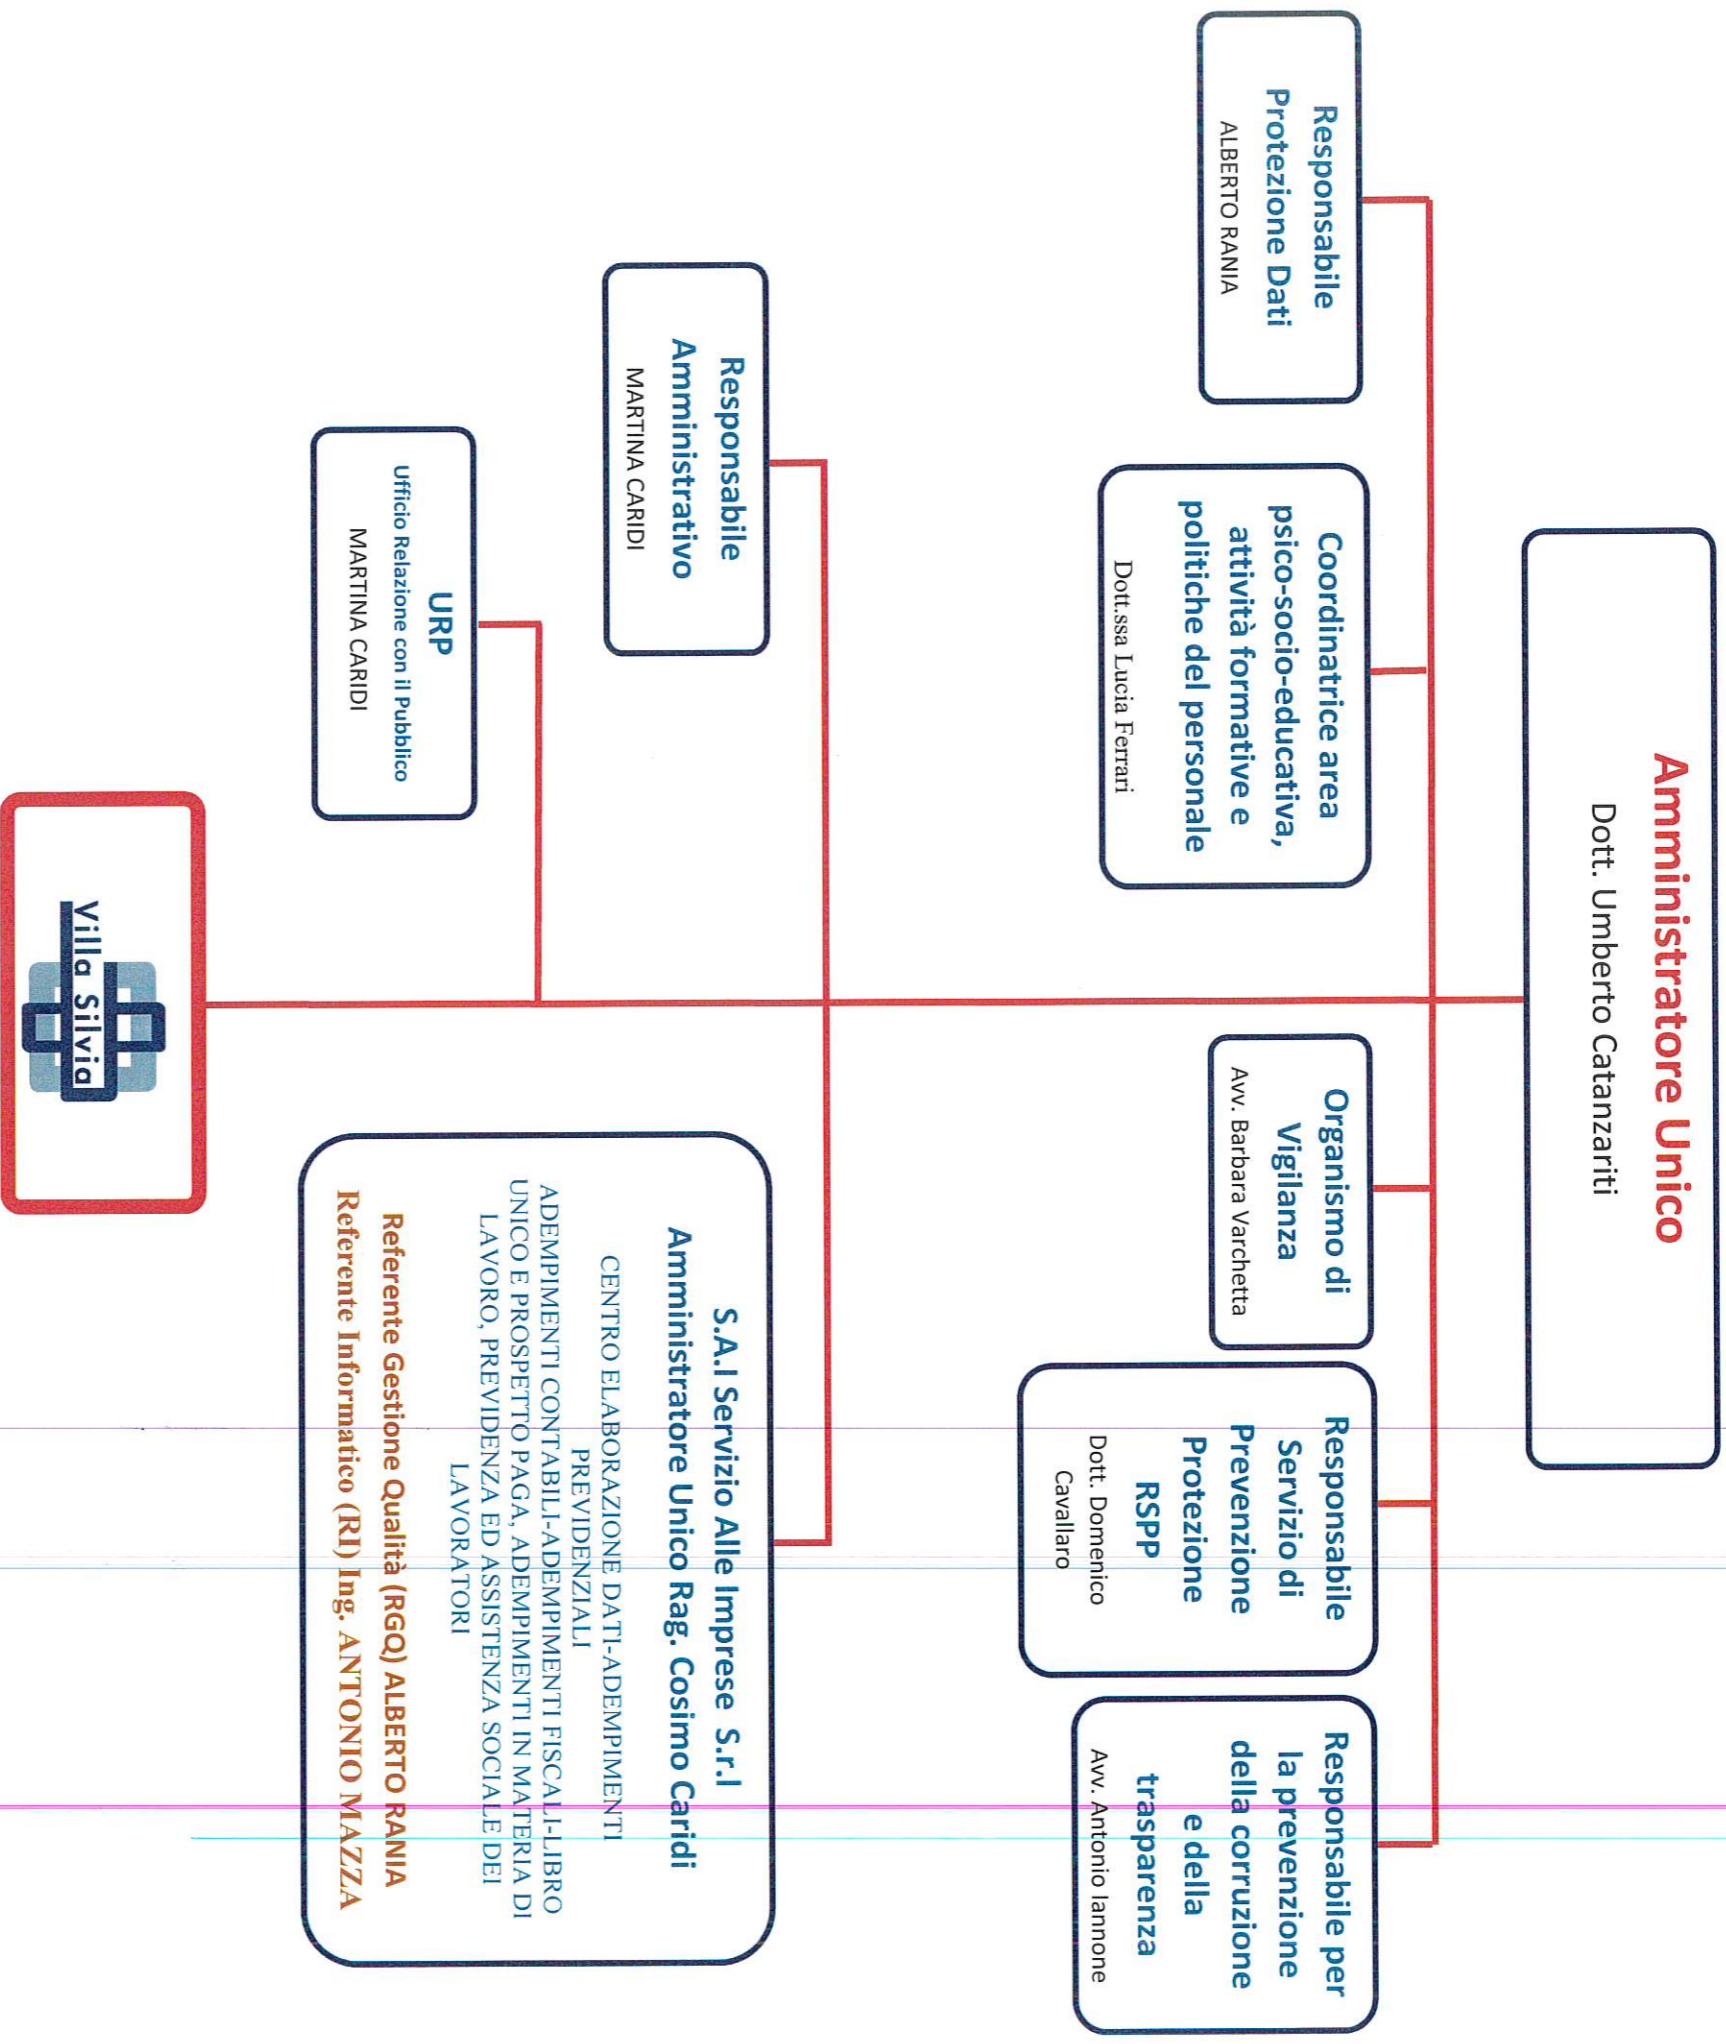 Amministratore Unico
Dott. Umberto Catanzariti
Responsabile
Protezione Dati
ALBERTO RANIA
Coordinatrice area
psico-socio-educativa,
attività formative e
politiche del personale
Dott.ssa Lucia Ferrari
Organismo di
Vigilanza
Avv. Barbara Varchetta
Responsabile
Servizio di
Prevenzione
Protezione
RSPP
Dott. Domenico
Cavallaro
Responsabile per
la prevenzione
della corruzione
e della
trasparenza
Avv. Antonio Iannone
Responsabile
Amministrativo
MARTINA CARIDI
S.A.I Servizio Alle Imprese S.r.l
Amministratore Unico Rag. Cosimo Caridi
CENTRO ELABORAZIONE DATI-ADEMPIMENTI
PREVIDENZIALI
ADEMPIMENTI CONTABILI-ADEMPIMENTI FISCALI-LIBRO
UNICO E PROSPETTO PAGA, ADEMPIMENTI IN MATERIA DI
LAVORO, PREVIDENZA ED ASSISTENZA SOCIALE DEI
LAVORATORI
Referente Gestione Qualità (RGQ) ALBERTO RANIA
Referente Informatico (RI) Ing. ANTONIO MAZZA
URP
Ufficio Relazione con il Pubblico
MARTINA CARIDI
Villa Silvia